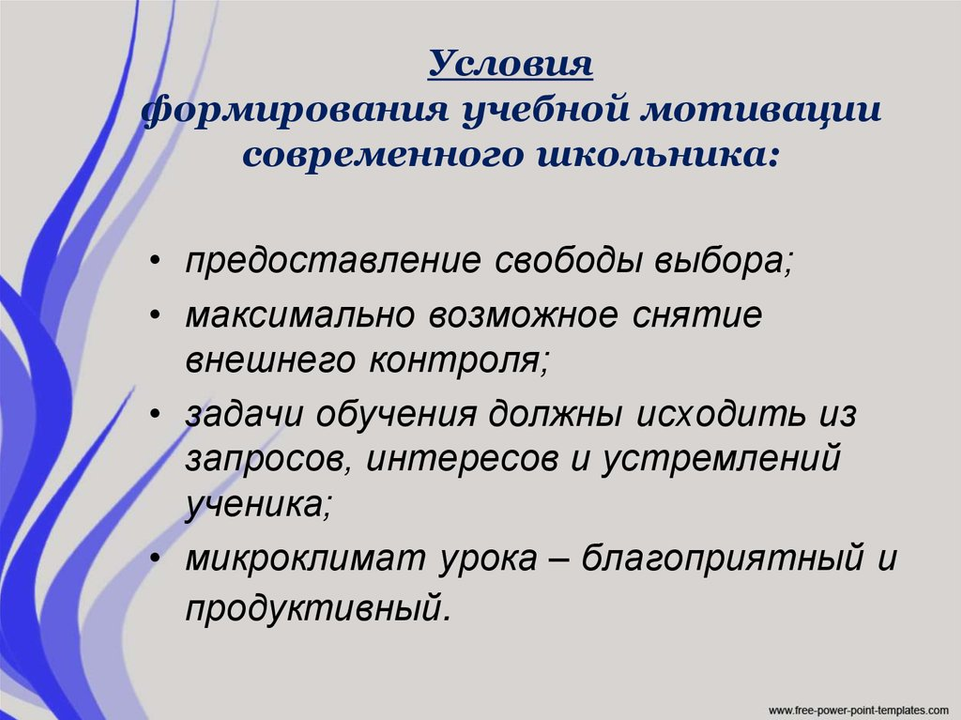 Условия
формирования учебной мотивации
современного школьника:
• предоставление свободы выбора;
• максимально возможное снятие
внешнего контроля;
• задачи обучения должны исходить из
запросов, интересов и устремлений
ученика;
• микроклимат урока – благоприятный и
продуктивный.
www.free-power-point-templates.com